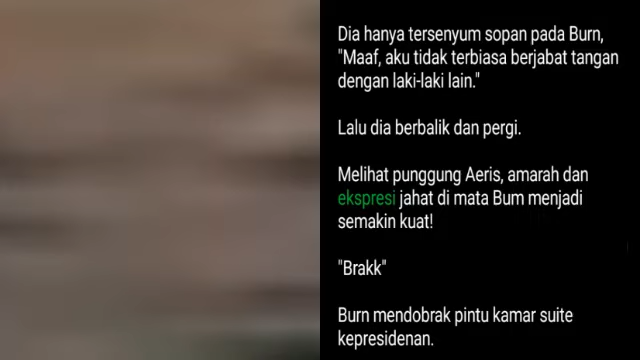 Dia hanya tersenyum sopan pada Burn,
"Maaf, aku tidak terbiasa berjabat tangan
dengan laki-laki lain."
Lalu dia berbalik dan pergi.
Melihat punggung Aeris, amarah dan
ekspresi jahat di mata Bum menjadi
semakin kuat!
"Brakk"
Burn mendobrak pintu kamar suite
kepresidenan.